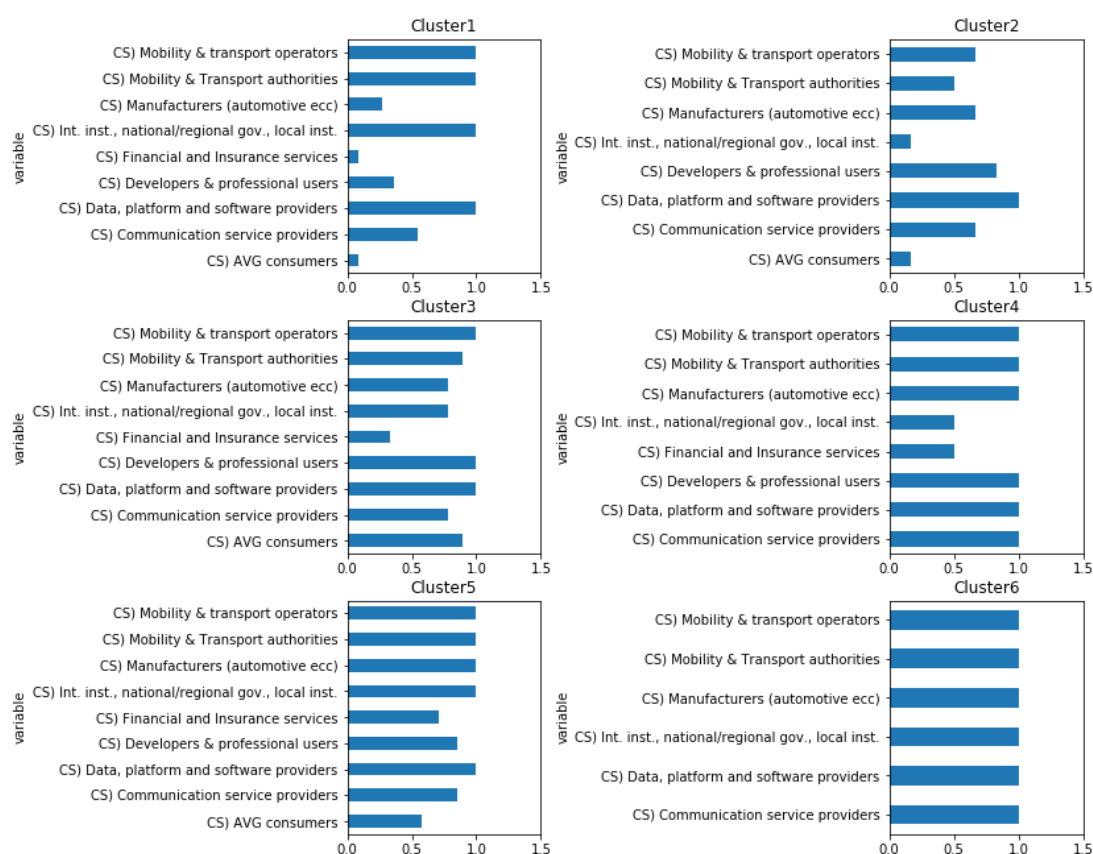 Cluster1
CS) Mobility & transport operators
CS) Mobility & Transport authorities
CS) Manufacturers (automotive ecc)
CS) Int. inst., national/regional gov., local inst.
CS) Financial and Insurance services
CS) Developers & professional users
CS) Data, platform and software providers
CS) Communication service providers
CS) AVG consumers
variable
0.0 0.5 1.0 1.5
Cluster2
CS) Mobility & transport operators
CS) Mobility & Transport authorities
CS) Manufacturers (automotive ecc)
CS) Int. inst., national/regional gov., local inst.
CS) Developers & professional users
CS) Data, platform and software providers
CS) Communication service providers
CS) AVG consumers
variable
0.0 0.5 1.0 1.5
Cluster3
CS) Mobility & transport operators
CS) Mobility & Transport authorities
CS) Manufacturers (automotive ecc)
CS) Int. inst., national/regional gov., local inst.
CS) Financial and Insurance services
CS) Developers & professional users
CS) Data, platform and software providers
CS) Communication service providers
CS) AVG consumers
variable
0.0 0.5 1.0 1.5
Cluster4
CS) Mobility & transport operators
CS) Mobility & Transport authorities
CS) Manufacturers (automotive ecc)
CS) Int. inst., national/regional gov., local inst.
CS) Financial and Insurance services
CS) Developers & professional users
CS) Data, platform and software providers
CS) Communication service providers
variable
0.0 0.5 1.0 1.5
Cluster5
CS) Mobility & transport operators
CS) Mobility & Transport authorities
CS) Manufacturers (automotive ecc)
CS) Int. inst., national/regional gov., local inst.
CS) Financial and Insurance services
CS) Developers & professional users
CS) Data, platform and software providers
CS) Communication service providers
CS) AVG consumers
variable
0.0 0.5 1.0 1.5
Cluster6
CS) Mobility & transport operators
CS) Mobility & Transport authorities
CS) Manufacturers (automotive ecc)
CS) Int. inst., national/regional gov., local inst.
CS) Data, platform and software providers
CS) Communication service providers
variable
0.0 0.5 1.0 1.5